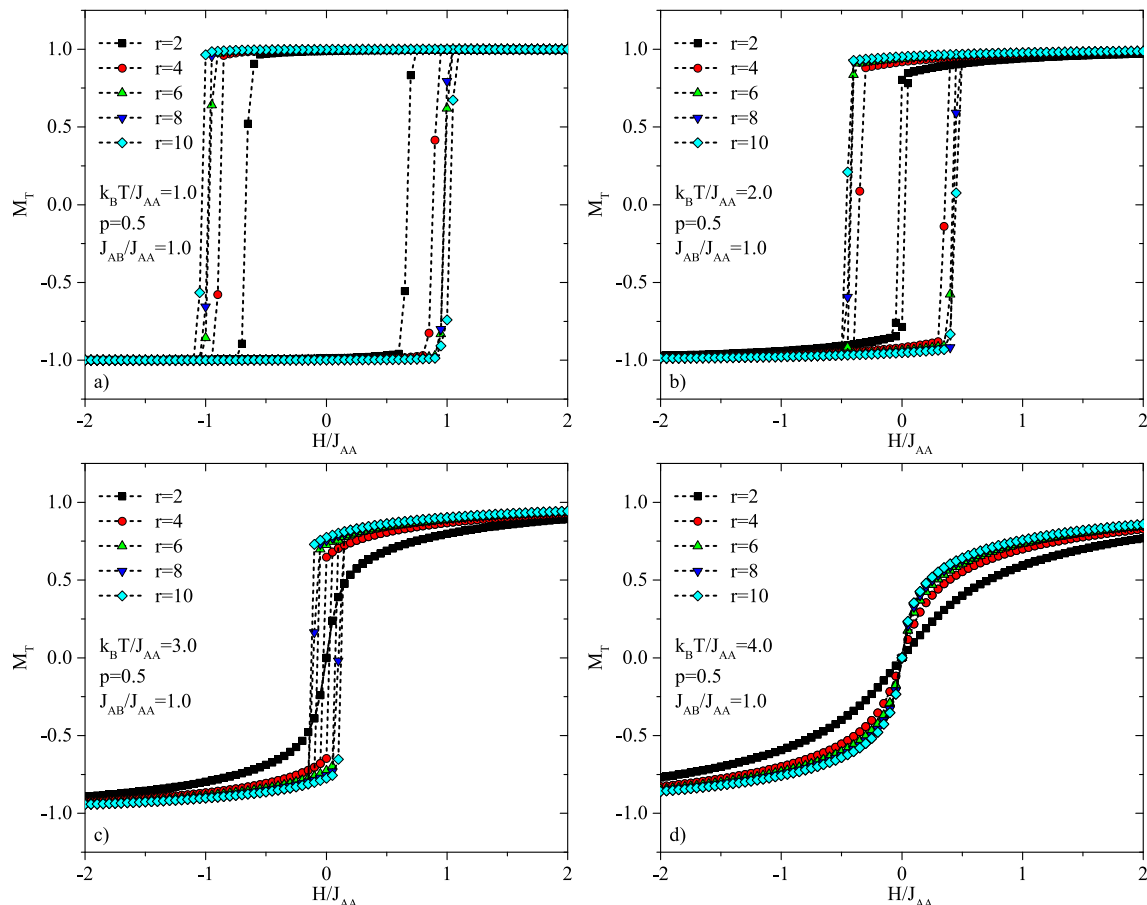 1.0
0.5
0.0
-0.5
-1.0
M_T
r=2
r=4
r=6
r=8
r=10
k_BT/J_AA=1.0
p=0.5
J_AB/J_AA=1.0
a)
-2 -1 0 1 2
H/J_AA
1.0
0.5
0.0
-0.5
-1.0
M_T
r=2
r=4
r=6
r=8
r=10
k_BT/J_AA=2.0
p=0.5
J_AB/J_AA=1.0
b)
-2 -1 0 1 2
H/J_AA
1.0
0.5
0.0
-0.5
-1.0
M_T
r=2
r=4
r=6
r=8
r=10
k_BT/J_AA=3.0
p=0.5
J_AB/J_AA=1.0
c)
-2 -1 0 1 2
H/J_AA
1.0
0.5
0.0
-0.5
-1.0
M_T
r=2
r=4
r=6
r=8
r=10
k_BT/J_AA=4.0
p=0.5
J_AB/J_AA=1.0
d)
-2 -1 0 1 2
H/J_AA